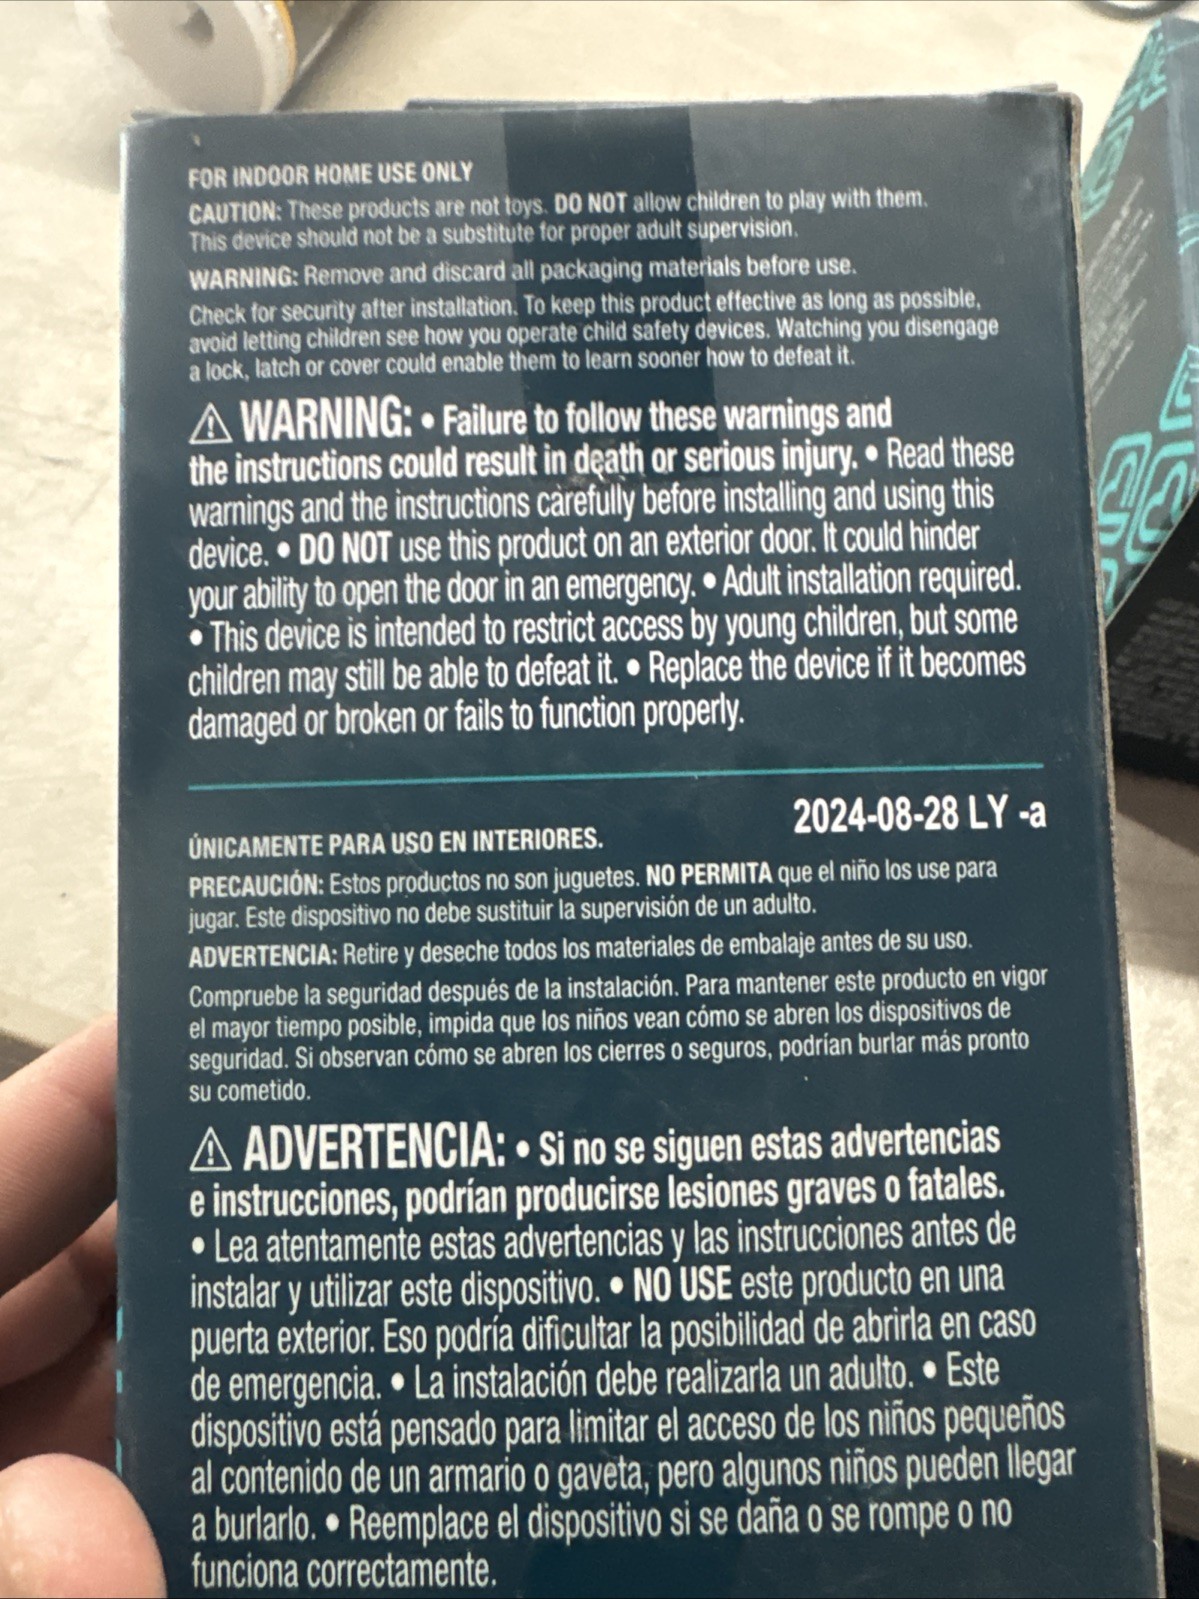 FOR INDOOR HOME USE ONLY
CAUTION: These products are not toys. DO NOT allow children to play with them.
This device should not be a substitute for proper adult supervision.
WARNING: Remove and discard all packaging materials before use.
Check for security after installation. To keep this product effective as long as possible,
avoid letting children see how you operate child safety devices. Watching you disengage
a lock, latch or cover could enable them to learn sooner how to defeat it.
⚠ WARNING: • Failure to follow these warnings and
the instructions could result in death or serious injury. • Read these
warnings and the instructions carefully before installing and using this
device. • DO NOT use this product on an exterior door. It could hinder
your ability to open the door in an emergency. • Adult installation required.
• This device is intended to restrict access by young children, but some
children may still be able to defeat it. • Replace the device if it becomes
damaged or broken or fails to function properly.
2024-08-28 LY -a
ÚNICAMENTE PARA USO EN INTERIORES.
PRECAUCIÓN: Estos productos no son juguetes. NO PERMITA que el niño los use para
jugar. Este dispositivo no debe sustituir la supervisión de un adulto.
ADVERTENCIA: Retire y deseche todos los materiales de embalaje antes de su uso.
Compruebe la seguridad después de la instalación. Para mantener este producto en vigor
el mayor tiempo posible, impida que los niños vean cómo se abren los dispositivos de
seguridad. Si observan cómo se abren los cierres o seguros, podrían burlar más pronto
su cometido.
⚠ ADVERTENCIA: • Si no se siguen estas advertencias
e instrucciones, podrían producirse lesiones graves o fatales.
• Lea atentamente estas advertencias y las instrucciones antes de
instalar y utilizar este dispositivo. • NO USE este producto en una
puerta exterior. Eso podría dificultar la posibilidad de abrirla en caso
de emergencia. • La instalación debe realizarla un adulto. • Este
dispositivo está pensado para limitar el acceso de los niños pequeños
al contenido de un armario o gaveta, pero algunos niños pueden llegar
a burlarlo. • Reemplace el dispositivo si se daña o se rompe o no
funciona correctamente.